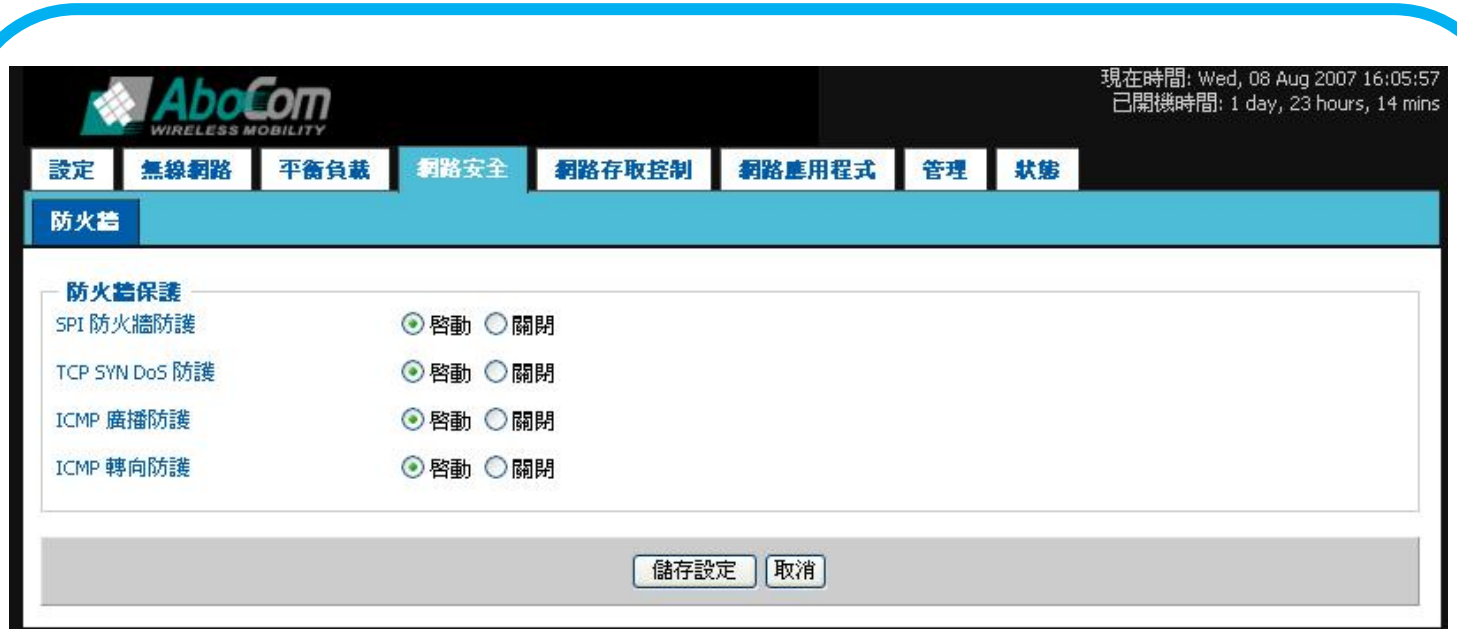 AboCom
WIRELESS MOBILITY
現在時間: Wed, 08 Aug 2007 16:05:57
已開機時間: 1 day, 23 hours, 14 mins
設定 無線網路 平衡負載 網路安全 網路存取控制 網路應用程式 管理 狀態
防火牆
防火牆保護
SPI 防火牆防護 啓動 關閉
TCP SYN DoS 防護 啓動 關閉
ICMP 廣播防護 啓動 關閉
ICMP 轉向防護 啓動 關閉
儲存設定 取消